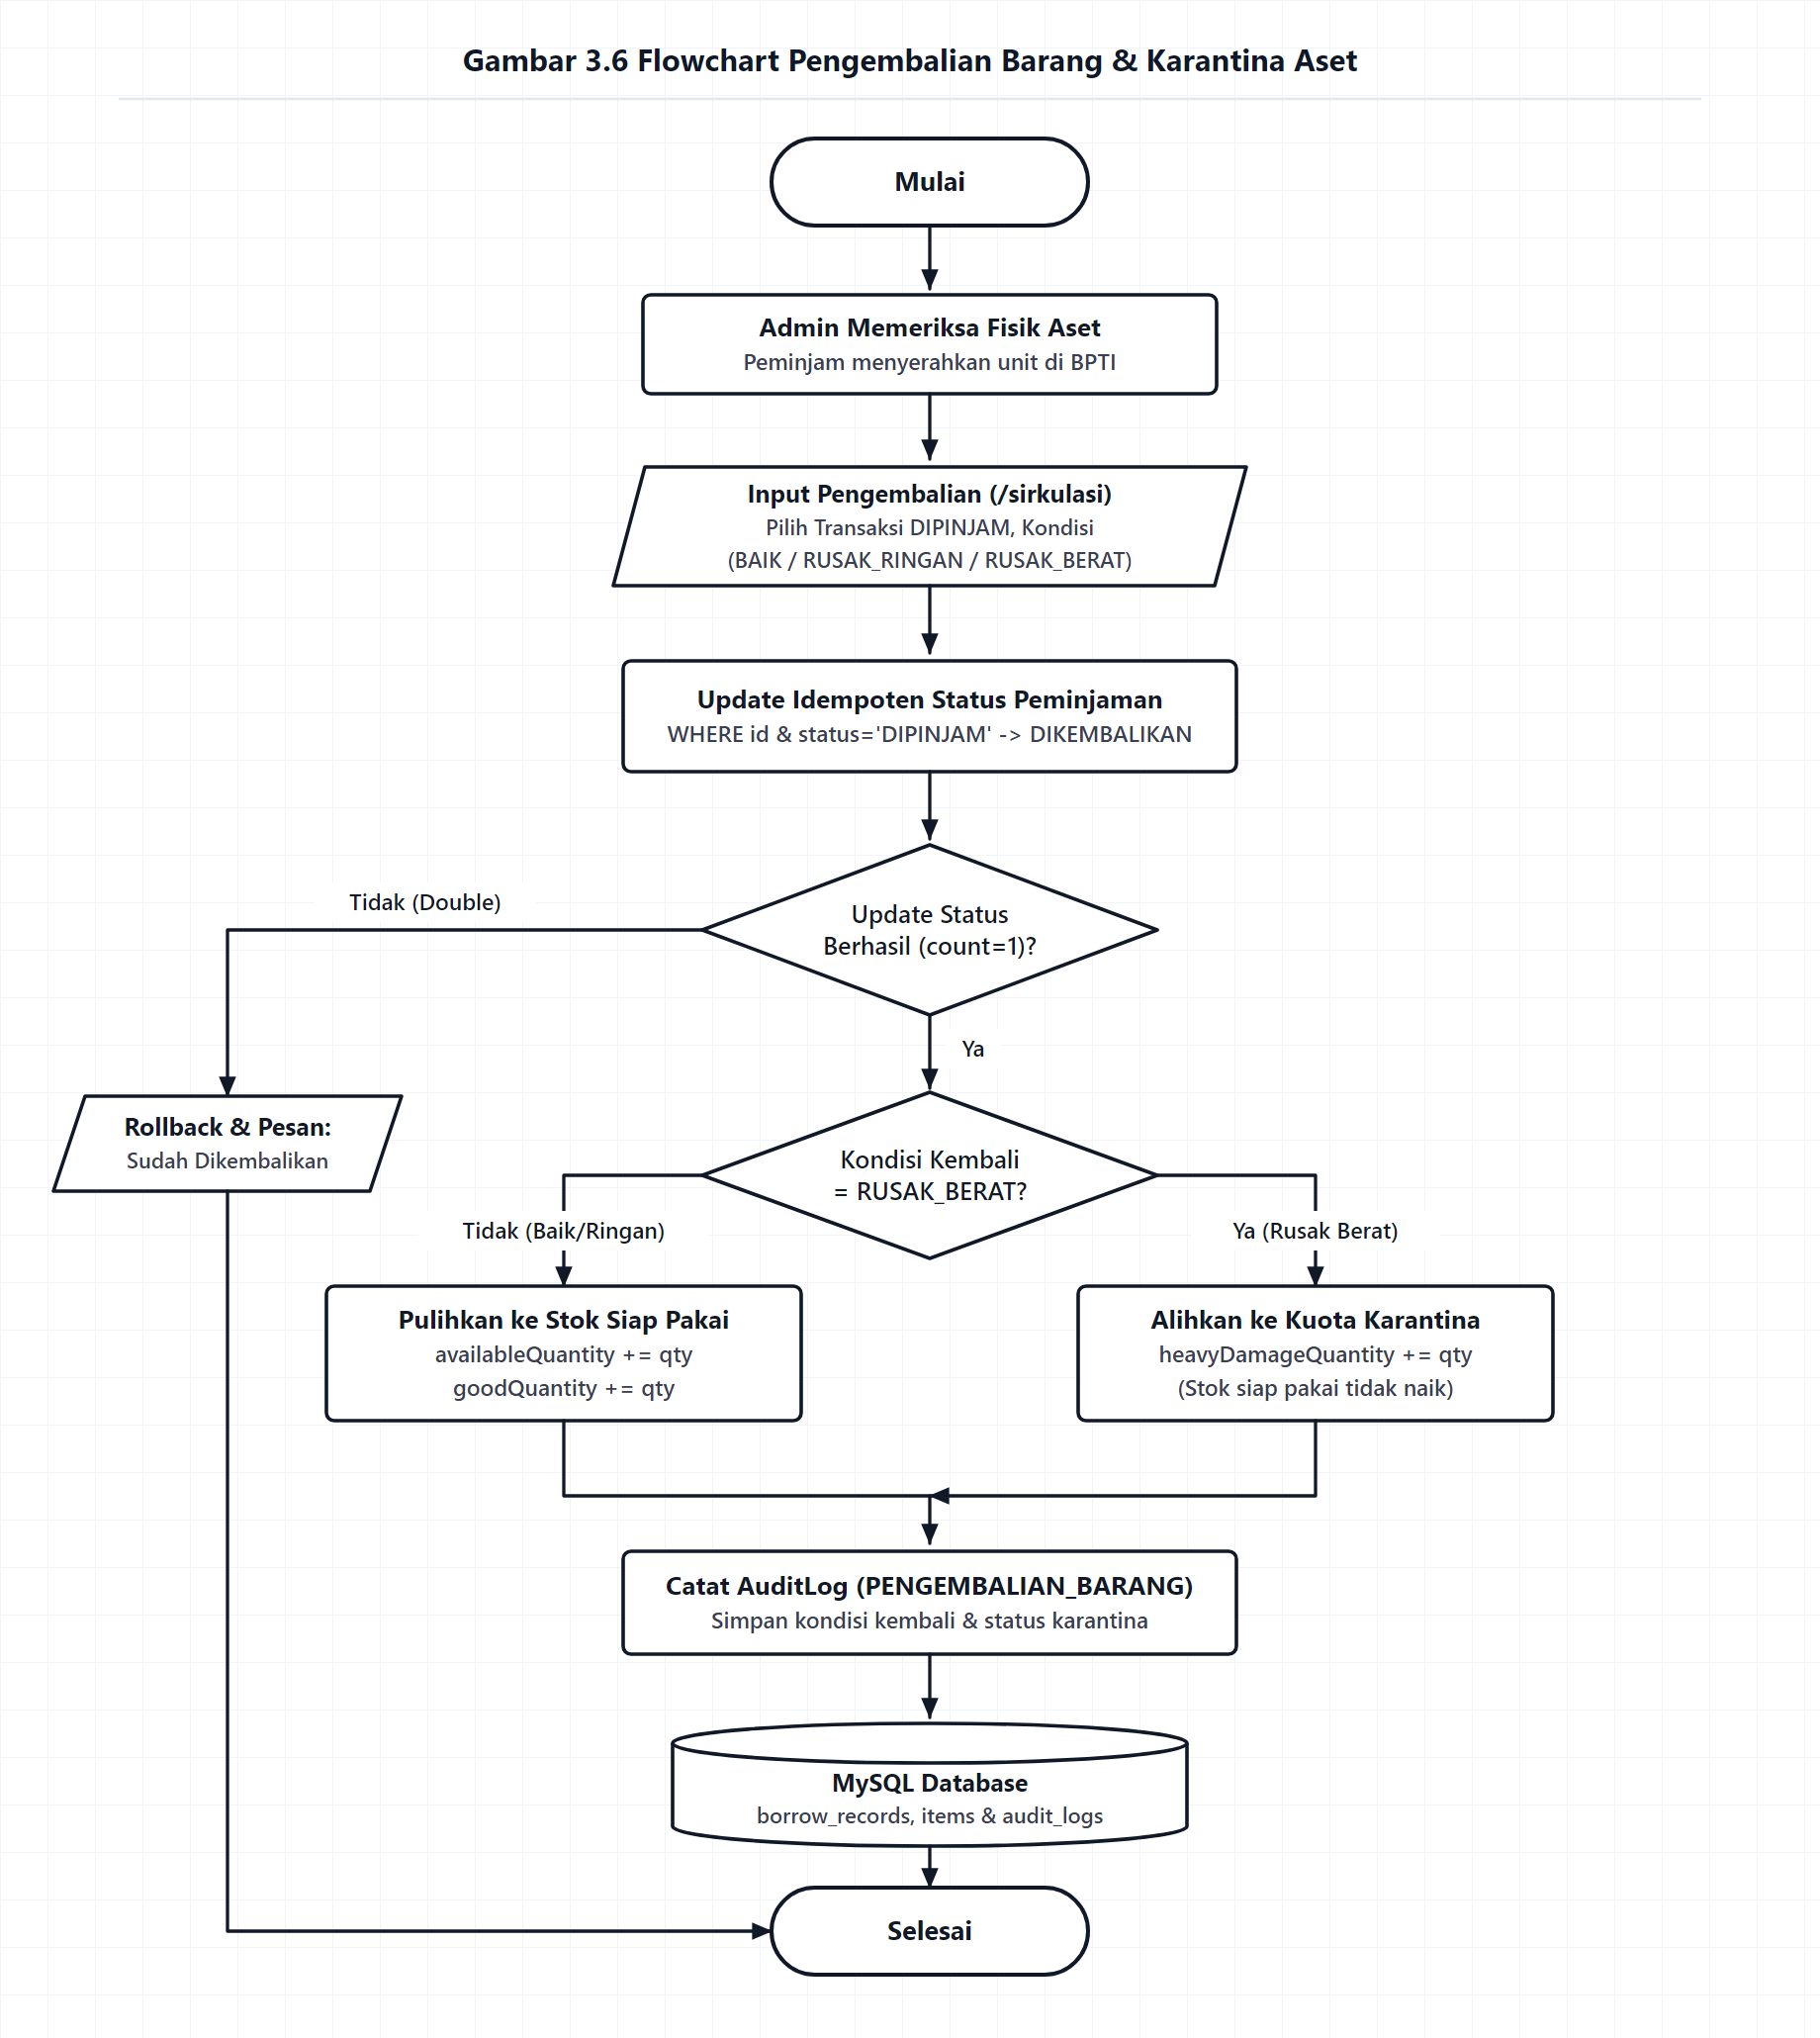 Gambar 3.6 Flowchart Pengembalian Barang & Karantina Aset
Mulai
Admin Memeriksa Fisik Aset
Peminjam menyerahkan unit di BPTI
Input Pengembalian (/sirkulasi)
Pilih Transaksi DIPINJAM, Kondisi
(BAIK / RUSAK_RINGAN / RUSAK_BERAT)
Update Idempoten Status Peminjaman
WHERE id & status='DIPINJAM' -> DIKEMBALIKAN
Tidak (Double)
Update Status
Berhasil (count=1)?
Ya
Rollback & Pesan:
Sudah Dikembalikan
Kondisi Kembali
= RUSAK_BERAT?
Tidak (Baik/Ringan)
Ya (Rusak Berat)
Pulihkan ke Stok Siap Pakai
availableQuantity += qty
goodQuantity += qty
Alihkan ke Kuota Karantina
heavyDamageQuantity += qty
(Stok siap pakai tidak naik)
Catat AuditLog (PENGEMBALIAN_BARANG)
Simpan kondisi kembali & status karantina
MySQL Database
borrow_records, items & audit_logs
Selesai